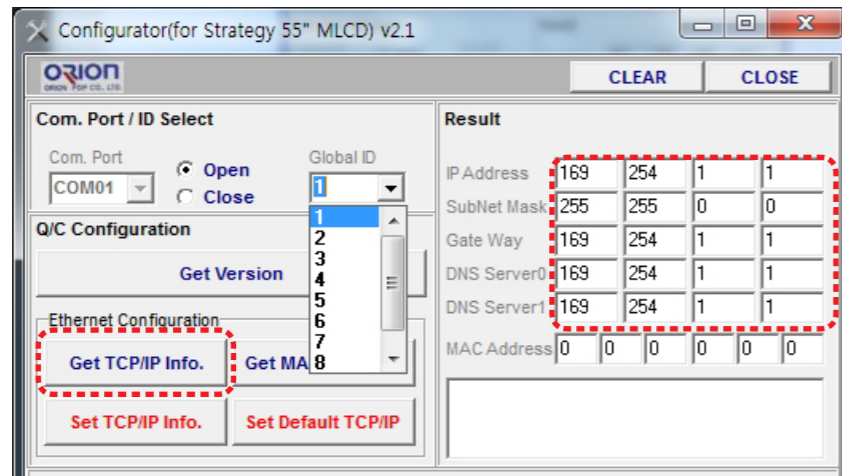 Configurator(for Strategy 55" MLCD) v2.1
ORION
ORION PDP CO., LTD.
CLEAR
CLOSE
Com. Port / ID Select
Com. Port
COM01
Open
Close
Global ID
1
1
2
3
4
5
6
7
8
Q/C Configuration
Get Version
Ethernet Configuration
Get TCP/IP Info.
Get MA
Set TCP/IP Info.
Set Default TCP/IP
Result
IP Address 169 254 1 1
SubNet Mask 255 255 0 0
Gate Way 169 254 1 1
DNS Server0 169 254 1 1
DNS Server1 169 254 1 1
MAC Address 0 0 0 0 0 0